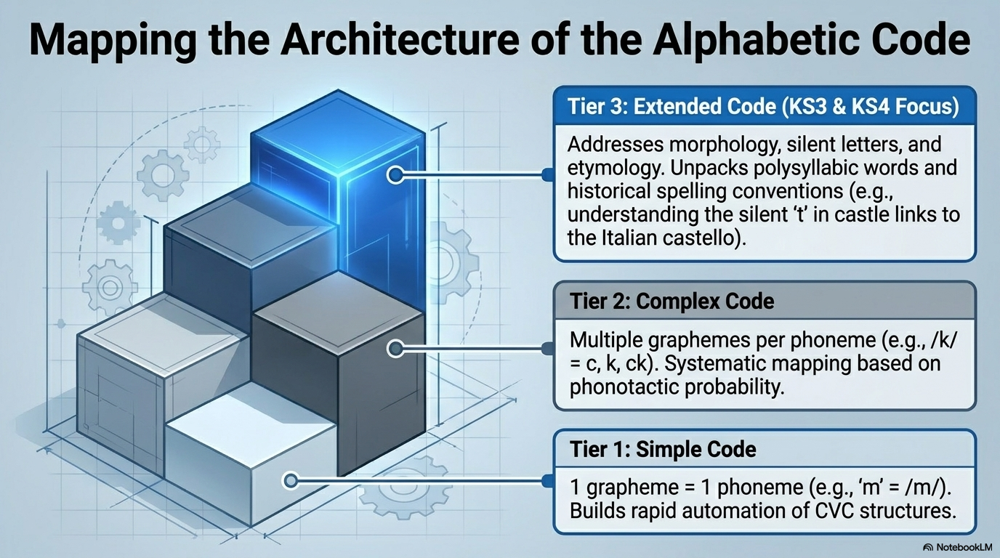 Mapping the Architecture of the Alphabetic Code
Tier 3: Extended Code (KS3 & KS4 Focus)
Addresses morphology, silent letters, and
etymology. Unpacks polysyllabic words and
historical spelling conventions (e.g.,
understanding the silent ‘t’ in castle links to
the Italian castello).
Tier 2: Complex Code
Multiple graphemes per phoneme (e.g., /k/
= c, k, ck). Systematic mapping based on
phonotactic probability.
Tier 1: Simple Code
1 grapheme = 1 phoneme (e.g., ‘m’ = /m/).
Builds rapid automation of CVC structures.
NotebookLM